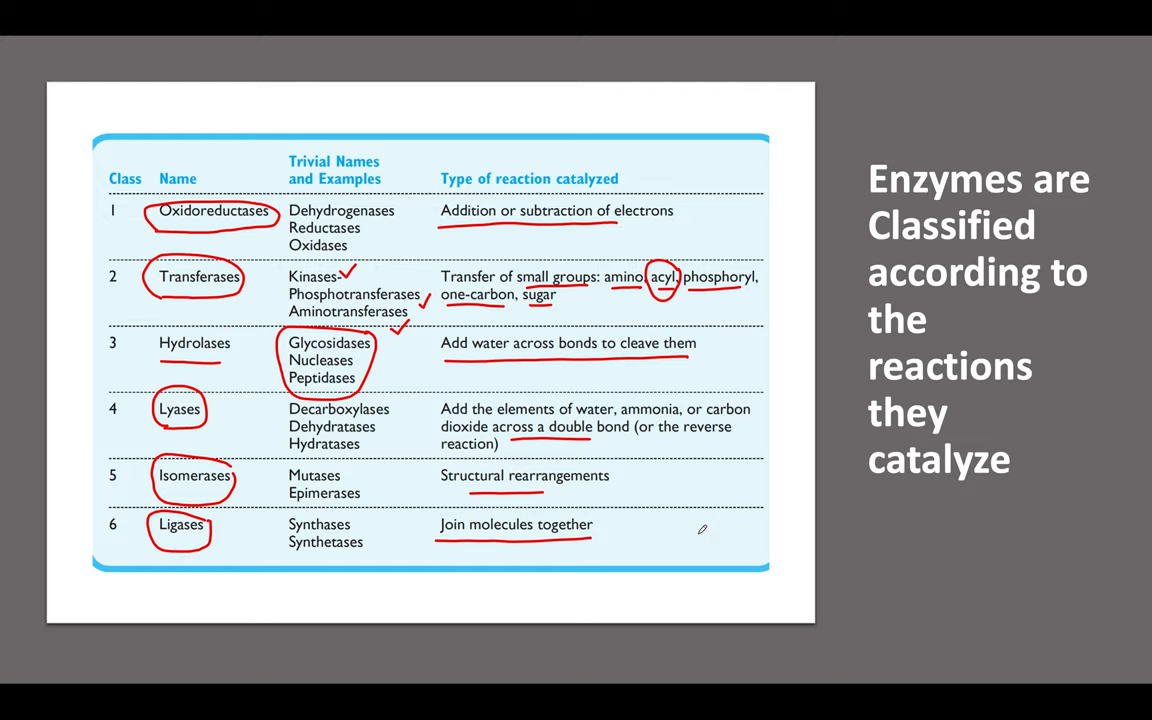 Trivial Names
Class Name and Examples Type of reaction catalyzed
1 Oxidoreductases Dehydrogenases Addition or subtraction of electrons
Reductases
Oxidases
2 Transferases Kinases- Transfer of small groups: amino, acyl, phosphoryl,
Phosphotransferases one-carbon, sugar
Aminotransferases
3 Hydrolases Glycosidases Add water across bonds to cleave them
Nucleases
Peptidases
4 Lyases Decarboxylases Add the elements of water, ammonia, or carbon
Dehydratases dioxide across a double bond (or the reverse
Hydratases reaction)
5 Isomerases Mutases Structural rearrangements
Epimerases
6 Ligases Synthases Join molecules together
Synthetases
Enzymes are
Classified
according to
the
reactions
they
catalyze